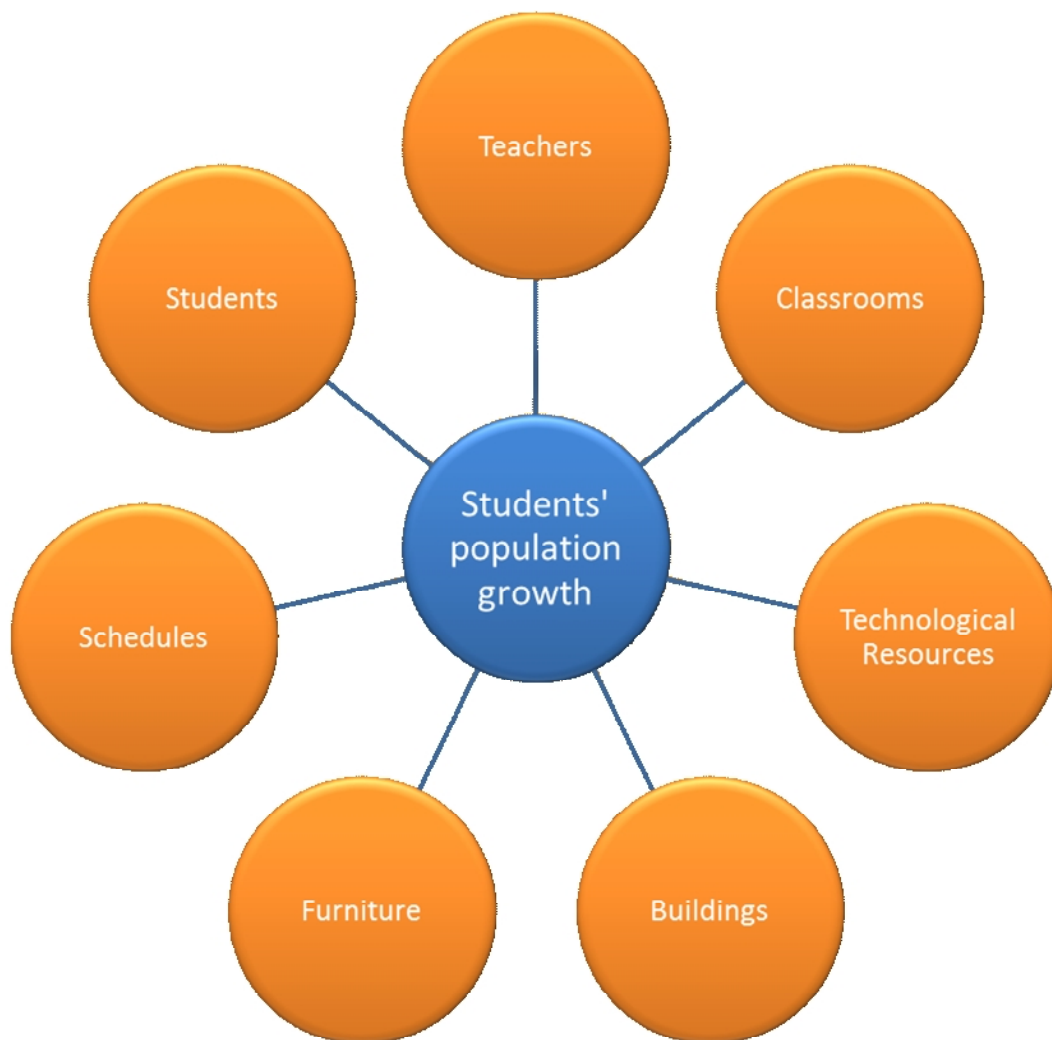 Teachers
Students
Classrooms
Students'
population
growth
Schedules
Technological
Resources
Furniture
Buildings